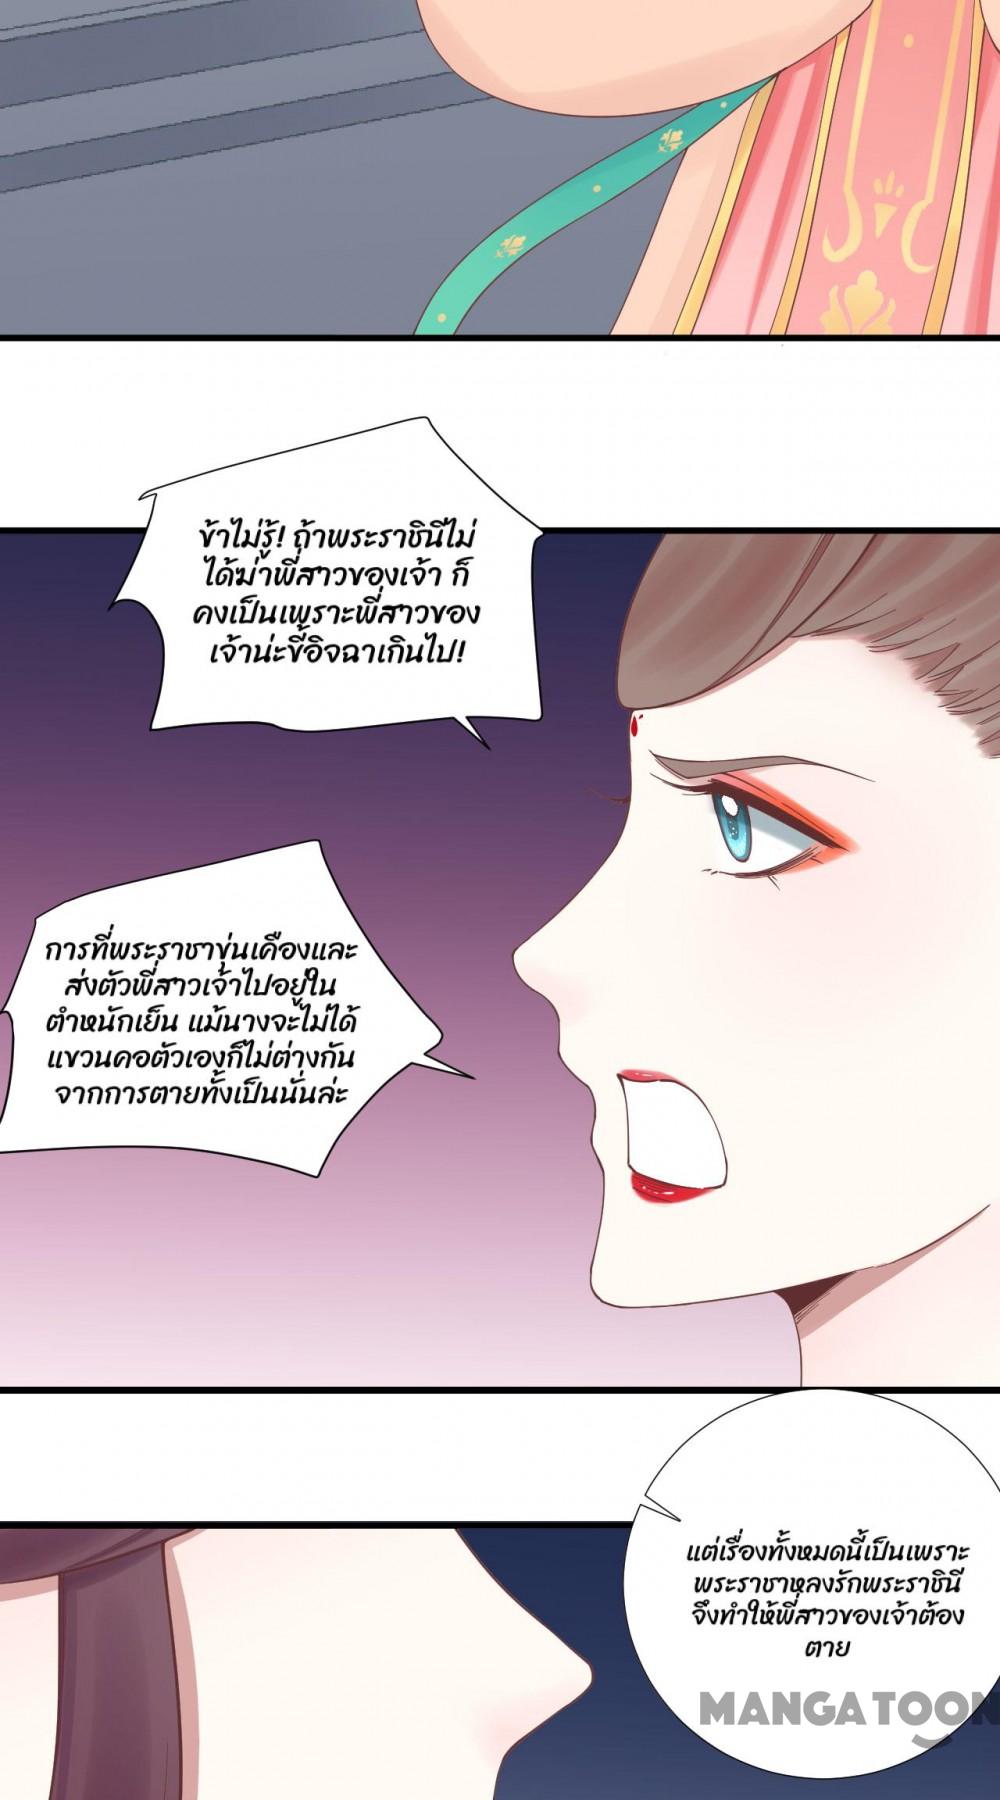 ข้าไม่รู้! ถ้าพระราชินีไม่
ได้ฆ่าพี่สาวของเจ้า ก็
คงเป็นเพราะพี่สาวของ
เจ้าน่ะขี้อิจฉาเกินไป!
การที่พระราชาขุ่นเคืองและ
ส่งตัวพี่สาวเจ้าไปอยู่ใน
ตำหนักเย็น แม้นางจะไม่ได้
แขวนคอตัวเองก็ไม่ต่างกัน
จากการตายทั้งเป็นนั่นล่ะ
แต่เรื่องทั้งหมดนี้เป็นเพราะ
พระราชาหลงรักพระราชินี
จึงทำให้พี่สาวของเจ้าต้อง
ตาย
MANGATOON